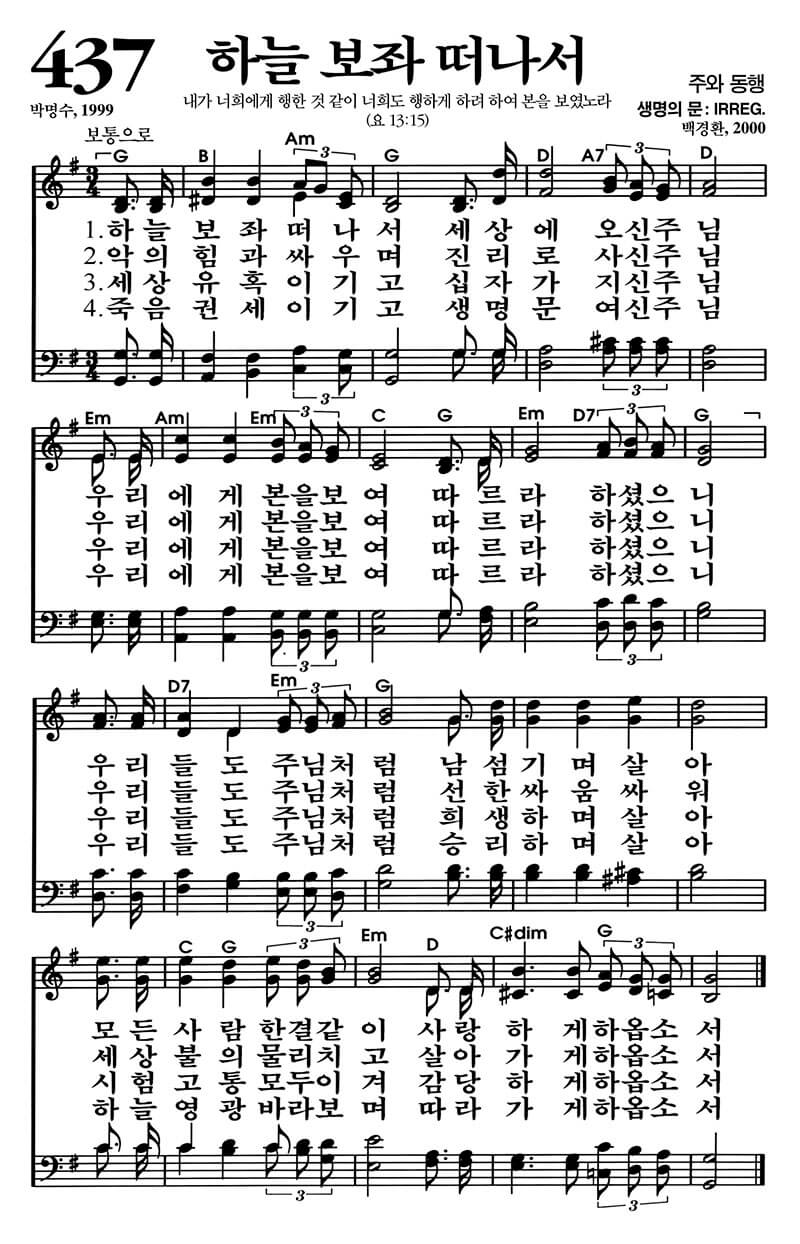 437 하늘 보좌 떠나서
주와 동행
박명수, 1999
내가 너희에게 행한 것 같이 너희도 행하게 하려 하여 본을 보였노라
(요 13:15)
생명의 문: IRREG.
백경환, 2000
보통으로
G B Am G D A7 D
3
1.하늘 보좌 떠나서 세상에 오신주님
2.악의 힘과 싸우며 진리로 사신주님
3.세상유혹이기고 십자가 지신주님
4.죽음권세이기고 생명문 여신주님
3
Em Am Em C G Em D7 G
3
우리에게 본을보여 따르라 하셨으니
우리에게 본을보여 따르라 하셨으니
우리에게 본을보여 따르라 하셨으니
우리에게 본을보여 따르라 하셨으니
3
D7 Em G
3
우리들도 주님처럼 남섬기며살아
우리들도 주님처럼 선한싸움싸워
우리들도 주님처럼 희생하며살아
우리들도 주님처럼 승리하며살아
3
C G Em D C#dim G
3
모든사람한결같이 사랑하게하옵소서
세상불의물리치고 살아가게하옵소서
시험고통모두이겨 감당하게하옵소서
하늘영광바라보며 따라가게하옵소서
3